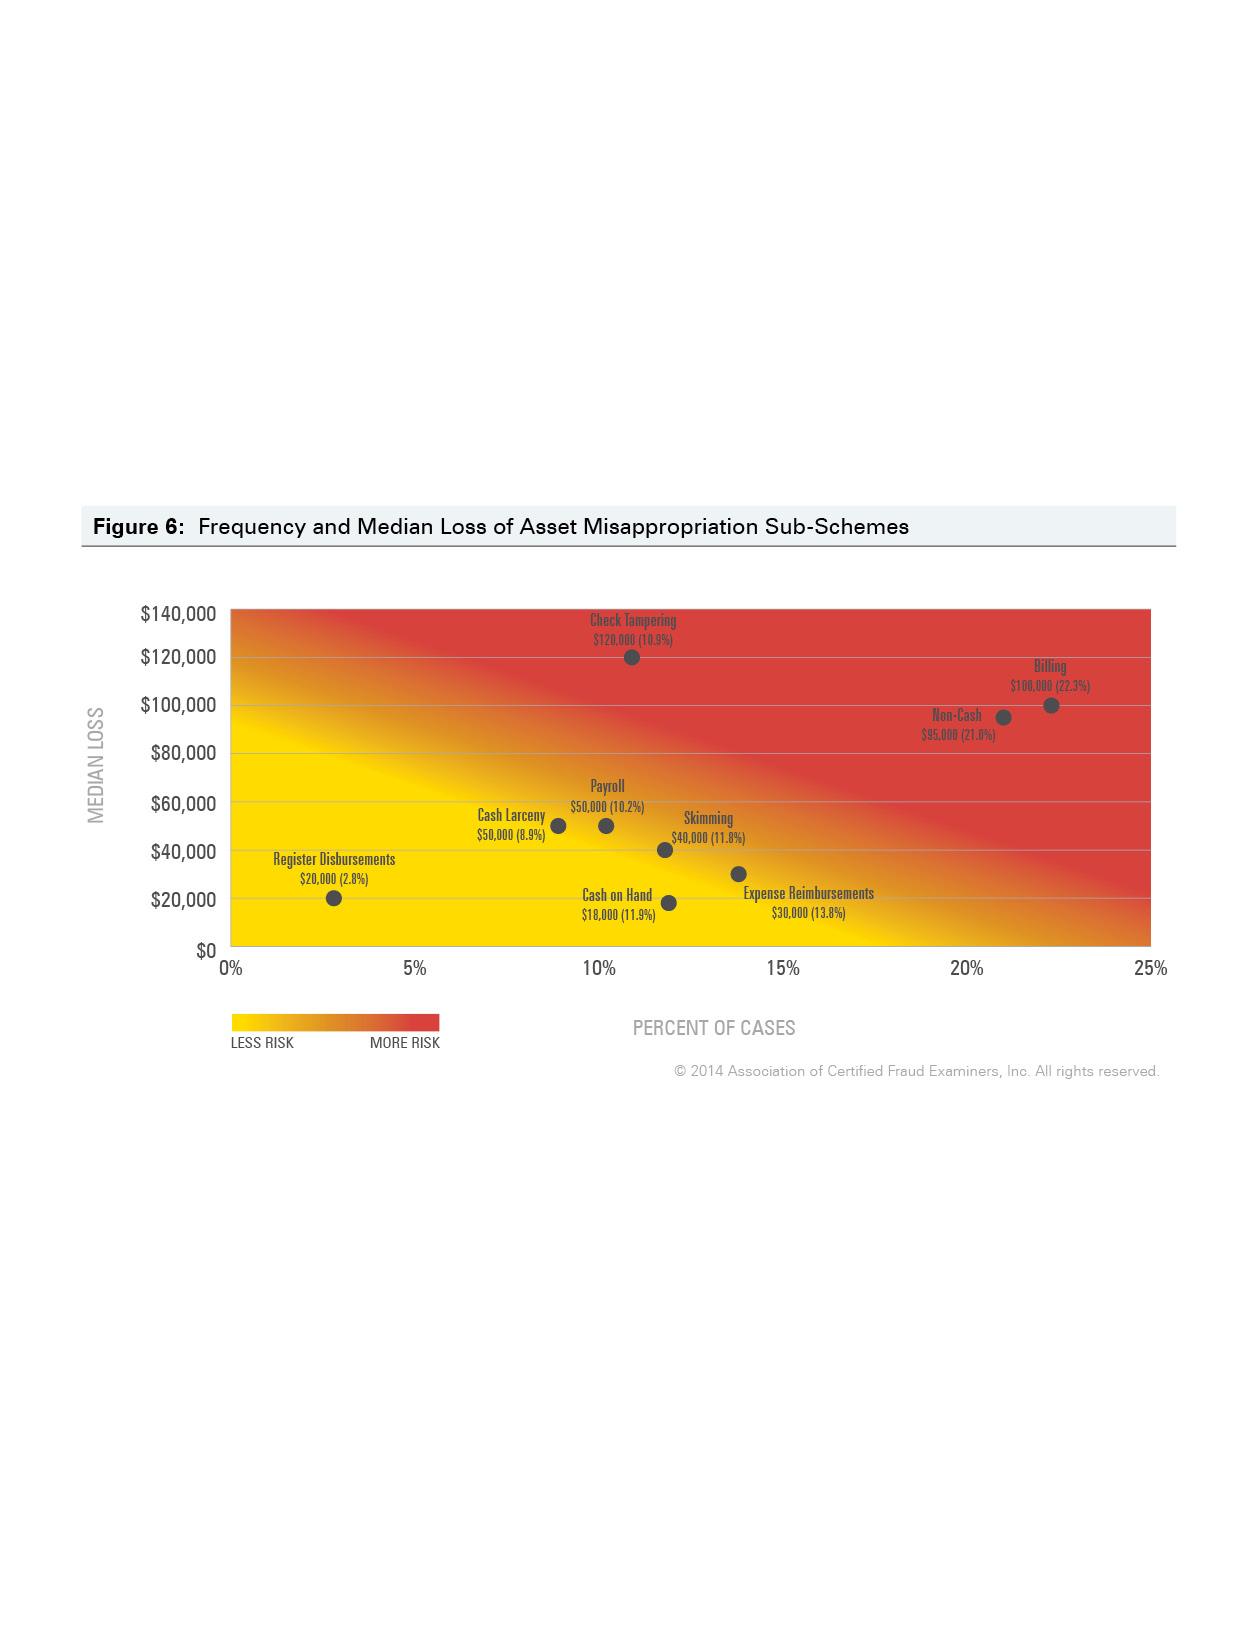 Figure 6: Frequency and Median Loss of Asset Misappropriation Sub-Schemes
MEDIAN LOSS
$140,000
$120,000
$100,000
$80,000
$60,000
$40,000
$20,000
$0
Check Tampering
$120,000 (10.9%)
Billing
$100,000 (22.3%)
Non-Cash
$95,000 (21.0%)
Payroll
$50,000 (10.2%)
Cash Larceny
$50,000 (8.9%)
Skimming
$40,000 (11.8%)
Register Disbursements
$20,000 (2.8%)
Expense Reimbursements
$30,000 (13.8%)
Cash on Hand
$18,000 (11.9%)
0%
5%
10%
15%
20%
25%
LESS RISK
MORE RISK
PERCENT OF CASES
© 2014 Association of Certified Fraud Examiners, Inc. All rights reserved.